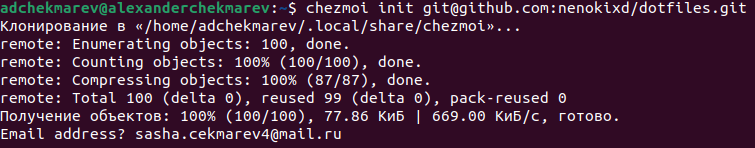 adchekmarev@alexanderchekmarev:~$ chezmoi init git@github.com:nenokixd/dotfiles.git
Клонирование в «/home/adchekmarev/.local/share/chezmoi»...
remote: Enumerating objects: 100, done.
remote: Counting objects: 100% (100/100), done.
remote: Compressing objects: 100% (87/87), done.
remote: Total 100 (delta 0), reused 99 (delta 0), pack-reused 0
Получение объектов: 100% (100/100), 77.86 КиБ | 669.00 КиБ/с, готово.
Email address? sasha.cekmarev4@mail.ru